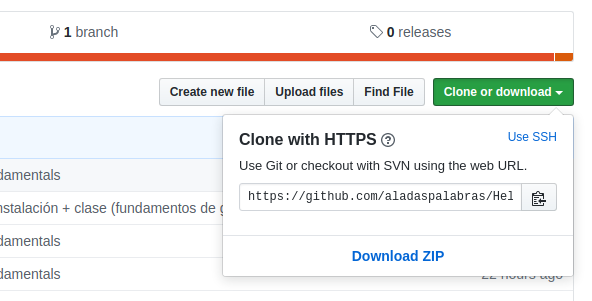 1 branch
0 releases
Create new file
Upload files
Find File
Clone or download
Clone with HTTPS
Use SSH
Use Git or checkout with SVN using the web URL.
https://github.com/aladaspalabras/Hel
Download ZIP
damentals
nstalación + clase (fundamentos de g
damentals
damentals
22 hours ago